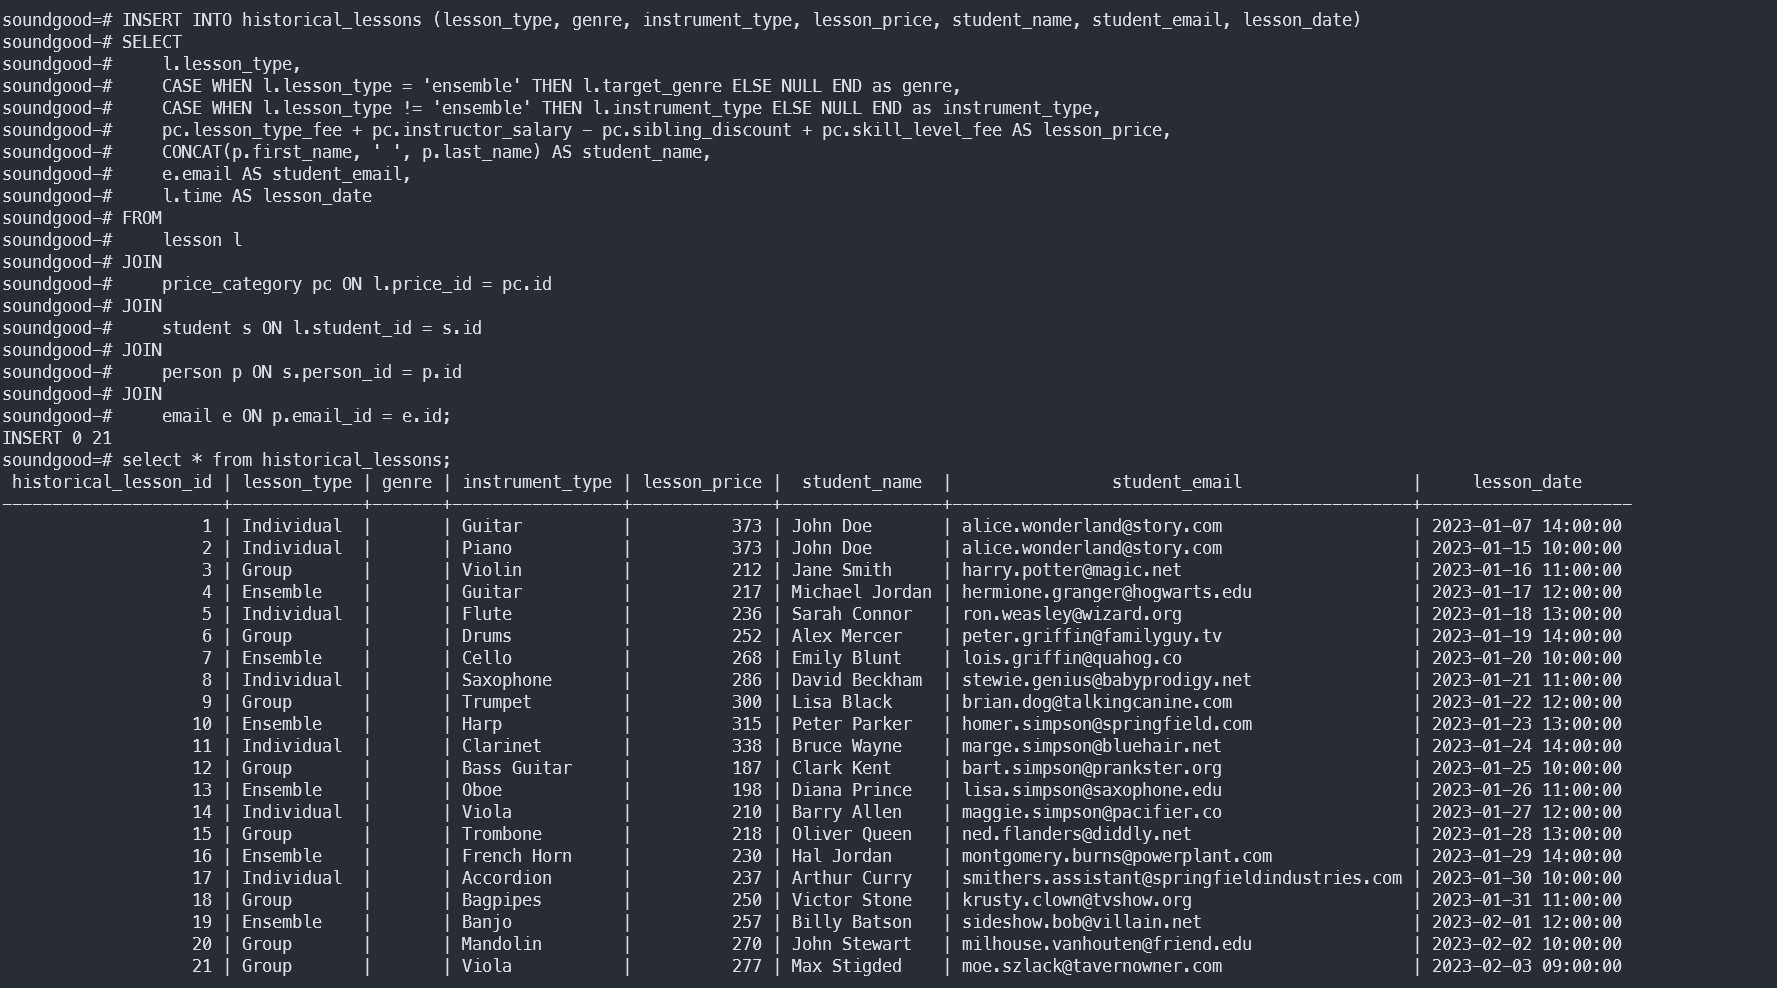 soundgood=# INSERT INTO historical_lessons (lesson_type, genre, instrument_type, lesson_price, student_name, student_email, lesson_date)
soundgood-# SELECT
soundgood-#     l.lesson_type,
soundgood-#     CASE WHEN l.lesson_type = 'ensemble' THEN l.target_genre ELSE NULL END as genre,
soundgood-#     CASE WHEN l.lesson_type != 'ensemble' THEN l.instrument_type ELSE NULL END as instrument_type,
soundgood-#     pc.lesson_type_fee + pc.instructor_salary - pc.sibling_discount + pc.skill_level_fee AS lesson_price,
soundgood-#     CONCAT(p.first_name, ' ', p.last_name) AS student_name,
soundgood-#     e.email AS student_email,
soundgood-#     l.time AS lesson_date
soundgood-# FROM
soundgood-#     lesson l
soundgood-# JOIN
soundgood-#     price_category pc ON l.price_id = pc.id
soundgood-# JOIN
soundgood-#     student s ON l.student_id = s.id
soundgood-# JOIN
soundgood-#     person p ON s.person_id = p.id
soundgood-# JOIN
soundgood-#     email e ON p.email_id = e.id;
INSERT 0 21
soundgood=# select * from historical_lessons;
 historical_lesson_id | lesson_type | genre | instrument_type | lesson_price |  student_name  |                student_email                 |     lesson_date
----------------------+-------------+-------+-----------------+--------------+----------------+----------------------------------------------+---------------------
                    1 | Individual  |       | Guitar          |          373 | John Doe       | alice.wonderland@story.com                   | 2023-01-07 14:00:00
                    2 | Individual  |       | Piano           |          373 | John Doe       | alice.wonderland@story.com                   | 2023-01-15 10:00:00
                    3 | Group       |       | Violin          |          212 | Jane Smith     | harry.potter@magic.net                       | 2023-01-16 11:00:00
                    4 | Ensemble    |       | Guitar          |          217 | Michael Jordan | hermione.granger@hogwarts.edu                | 2023-01-17 12:00:00
                    5 | Individual  |       | Flute           |          236 | Sarah Connor   | ron.weasley@wizard.org                       | 2023-01-18 13:00:00
                    6 | Group       |       | Drums           |          252 | Alex Mercer    | peter.griffin@familyguy.tv                   | 2023-01-19 14:00:00
                    7 | Ensemble    |       | Cello           |          268 | Emily Blunt    | lois.griffin@quahog.co                       | 2023-01-20 10:00:00
                    8 | Individual  |       | Saxophone       |          286 | David Beckham  | stewie.genius@babyprodigy.net                | 2023-01-21 11:00:00
                    9 | Group       |       | Trumpet         |          300 | Lisa Black     | brian.dog@talkingcanine.com                  | 2023-01-22 12:00:00
                   10 | Ensemble    |       | Harp            |          315 | Peter Parker   | homer.simpson@springfield.com                | 2023-01-23 13:00:00
                   11 | Individual  |       | Clarinet        |          338 | Bruce Wayne    | marge.simpson@bluehair.net                   | 2023-01-24 14:00:00
                   12 | Group       |       | Bass Guitar     |          187 | Clark Kent     | bart.simpson@prankster.org                   | 2023-01-25 10:00:00
                   13 | Ensemble    |       | Oboe            |          198 | Diana Prince   | lisa.simpson@saxophone.edu                   | 2023-01-26 11:00:00
                   14 | Individual  |       | Viola           |          210 | Barry Allen    | maggie.simpson@pacifier.co                   | 2023-01-27 12:00:00
                   15 | Group       |       | Trombone        |          218 | Oliver Queen   | ned.flanders@diddly.net                      | 2023-01-28 13:00:00
                   16 | Ensemble    |       | French Horn     |          230 | Hal Jordan     | montgomery.burns@powerplant.com              | 2023-01-29 14:00:00
                   17 | Individual  |       | Accordion       |          237 | Arthur Curry   | smithers.assistant@springfieldindustries.com | 2023-01-30 10:00:00
                   18 | Group       |       | Bagpipes        |          250 | Victor Stone   | krusty.clown@tvshow.org                      | 2023-01-31 11:00:00
                   19 | Ensemble    |       | Banjo           |          257 | Billy Batson   | sideshow.bob@villain.net                     | 2023-02-01 12:00:00
                   20 | Group       |       | Mandolin        |          270 | John Stewart   | milhouse.vanhouten@friend.edu                | 2023-02-02 10:00:00
                   21 | Group       |       | Viola           |          277 | Max Stigded    | moe.szlack@tavernowner.com                   | 2023-02-03 09:00:00